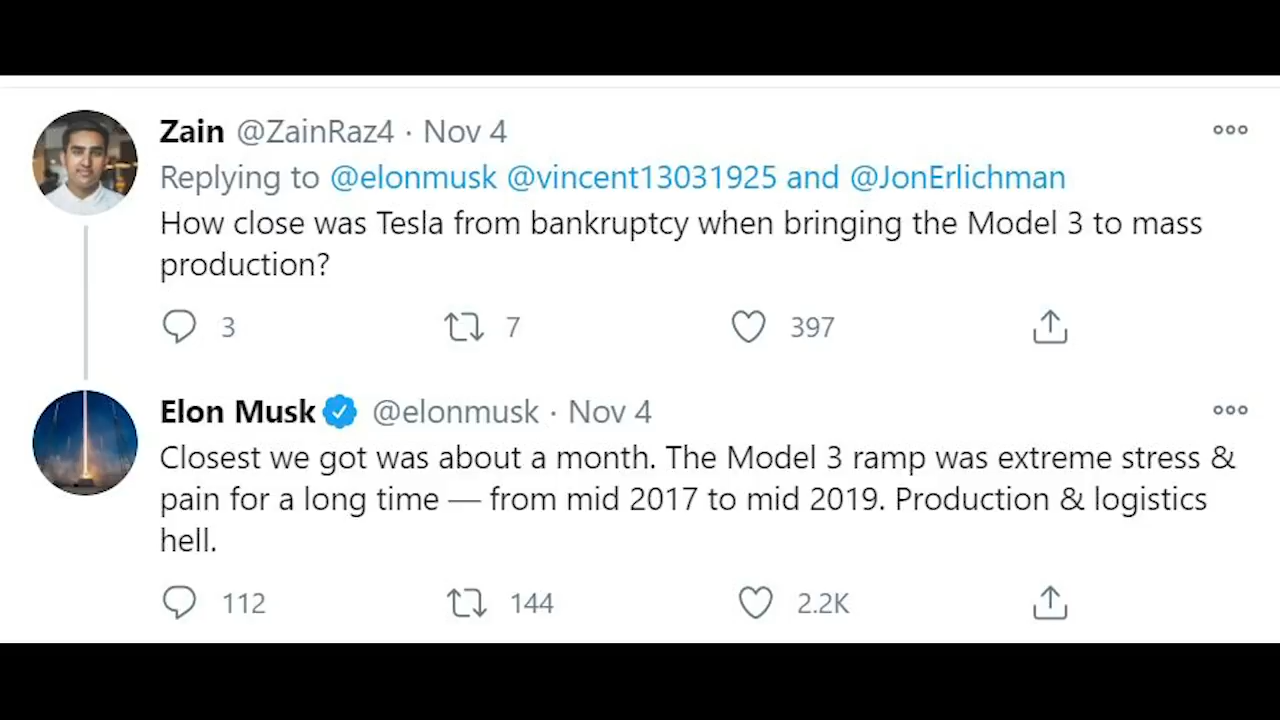 Zain @ZainRaz4 · Nov 4
Replying to @elonmusk @vincent13031925 and @JonErlichman
How close was Tesla from bankruptcy when bringing the Model 3 to mass
production?
3 7 397
Elon Musk @elonmusk · Nov 4
Closest we got was about a month. The Model 3 ramp was extreme stress &
pain for a long time — from mid 2017 to mid 2019. Production & logistics
hell.
112 144 2.2K